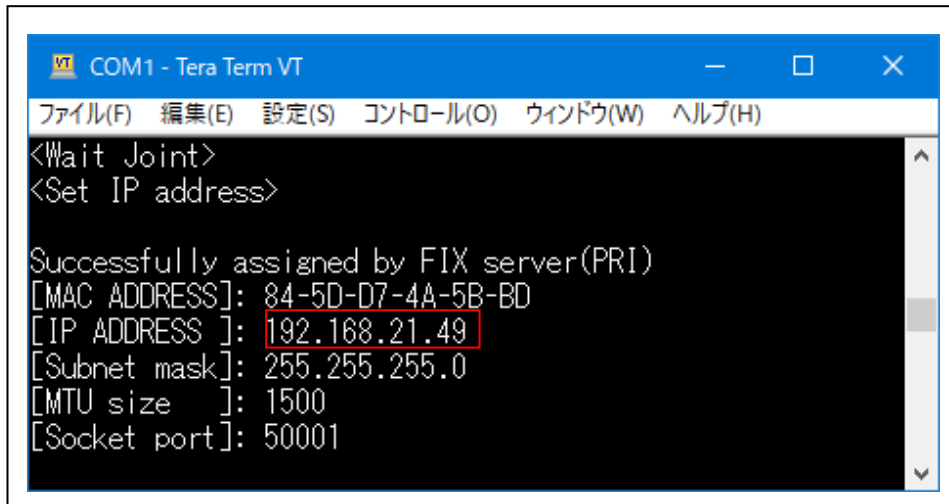 COM1 - Tera Term VT
ファイル(F) 編集(E) 設定(S) コントロール(O) ウィンドウ(W) ヘルプ(H)
<Wait Joint>
<Set IP address>
Successfully assigned by FIX server(PRI)
[MAC ADDRESS]: 84-5D-D7-4A-5B-BD
[IP ADDRESS ]: 192.168.21.49
[Subnet mask]: 255.255.255.0
[MTU size   ]: 1500
[Socket port]: 50001